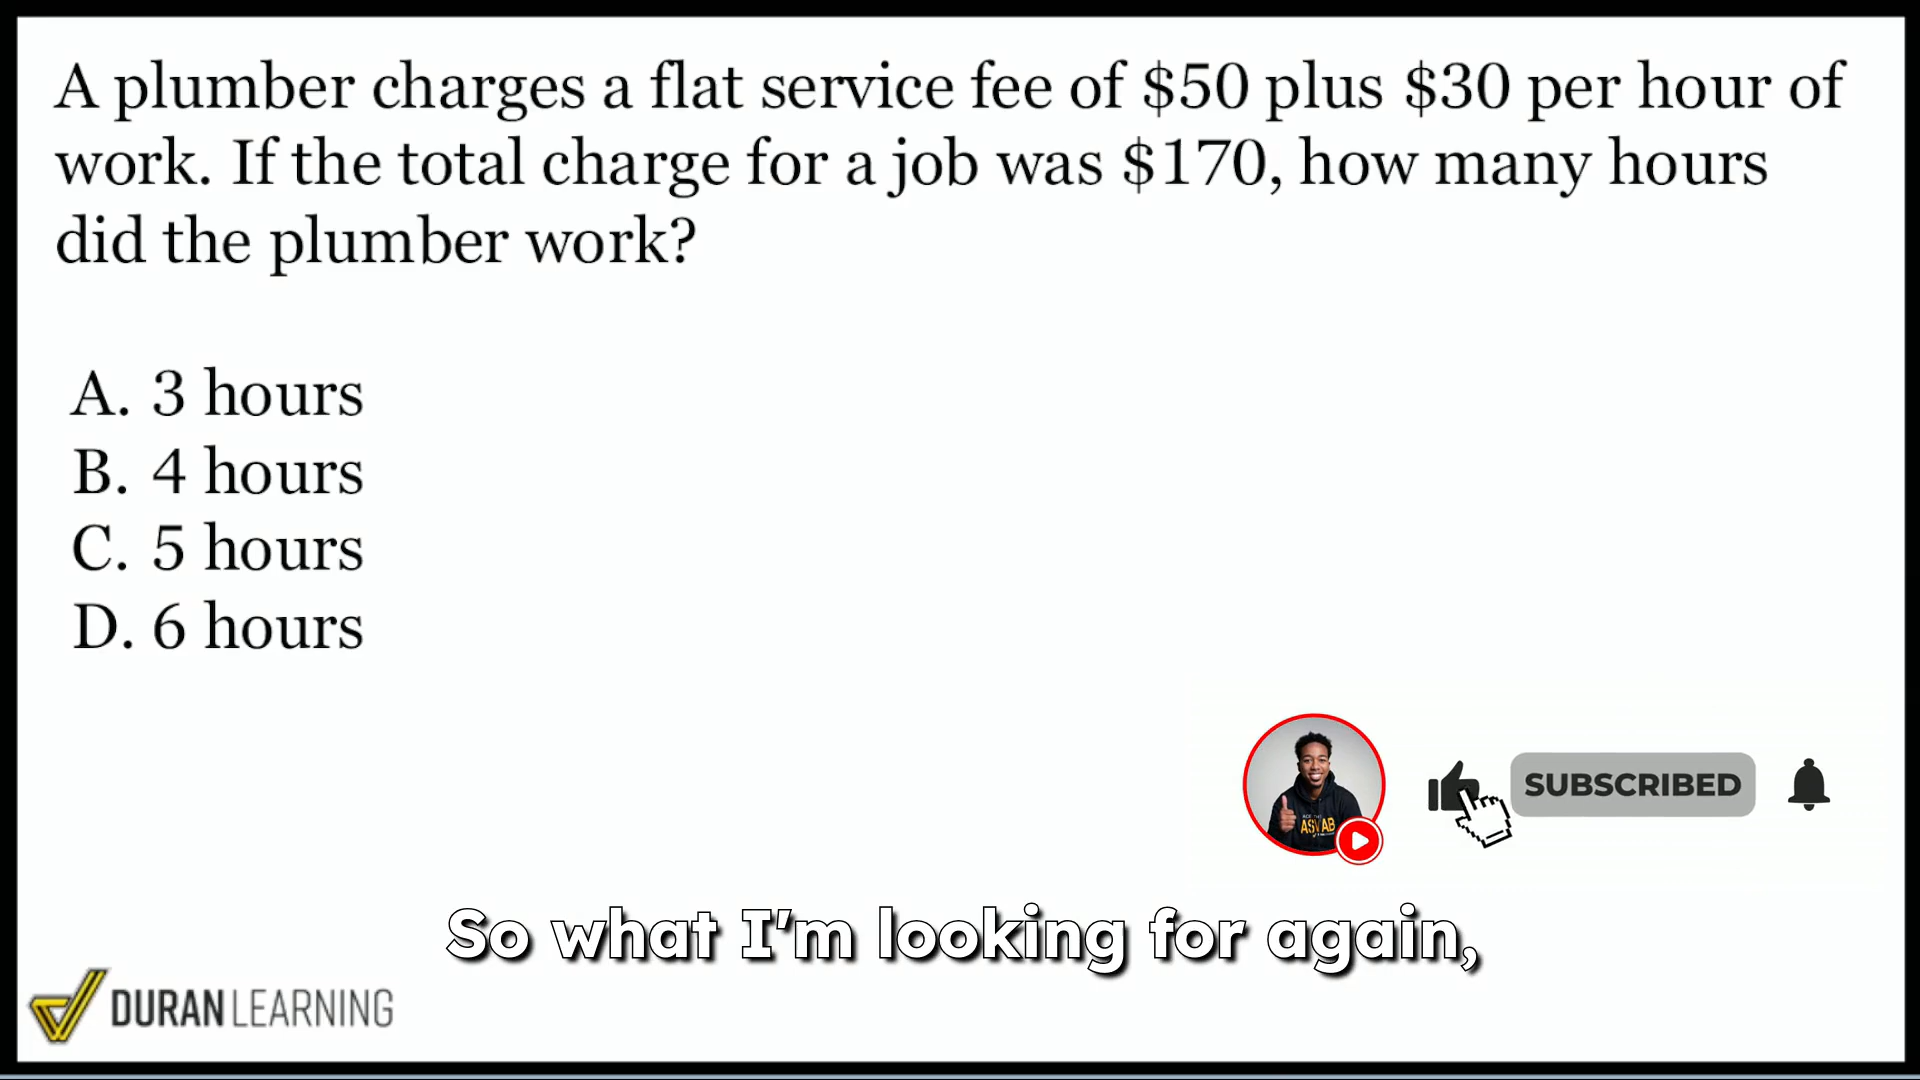 A plumber charges a flat service fee of $50 plus $30 per hour of
work. If the total charge for a job was $170, how many hours
did the plumber work?
A. 3 hours
B. 4 hours
C. 5 hours
D. 6 hours
ASVAB
SUBSCRIBED
So what I'm looking for again,
DURAN LEARNING